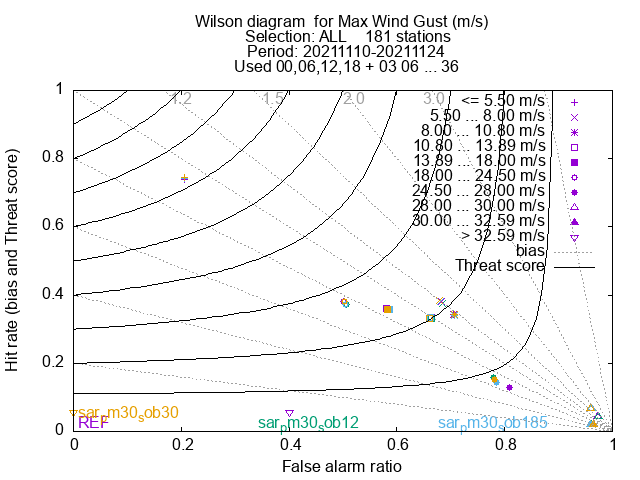 Wilson diagram for Max Wind Gust (m/s)
Selection: ALL 181 stations
Period: 20211110-20211124
Used 00,06,12,18 + 03 06 ... 36
1.2 1.5 2.0 3.0
<= 5.50 m/s
5.50 ... 8.00 m/s
8.00 ... 10.80 m/s
10.80 ... 13.89 m/s
13.89 ... 18.00 m/s
18.00 ... 24.50 m/s
24.50 ... 28.00 m/s
28.00 ... 30.00 m/s
30.00 ... 32.59 m/s
> 32.59 m/s
bias
Threat score
Hit rate (bias and Threat score)
1
0.8
0.6
0.4
0.2
0
sar_pm30_sob30
REF
sar_pm30_sob12
sar_pm30_sob185
0 0.2 0.4 0.6 0.8 1
False alarm ratio